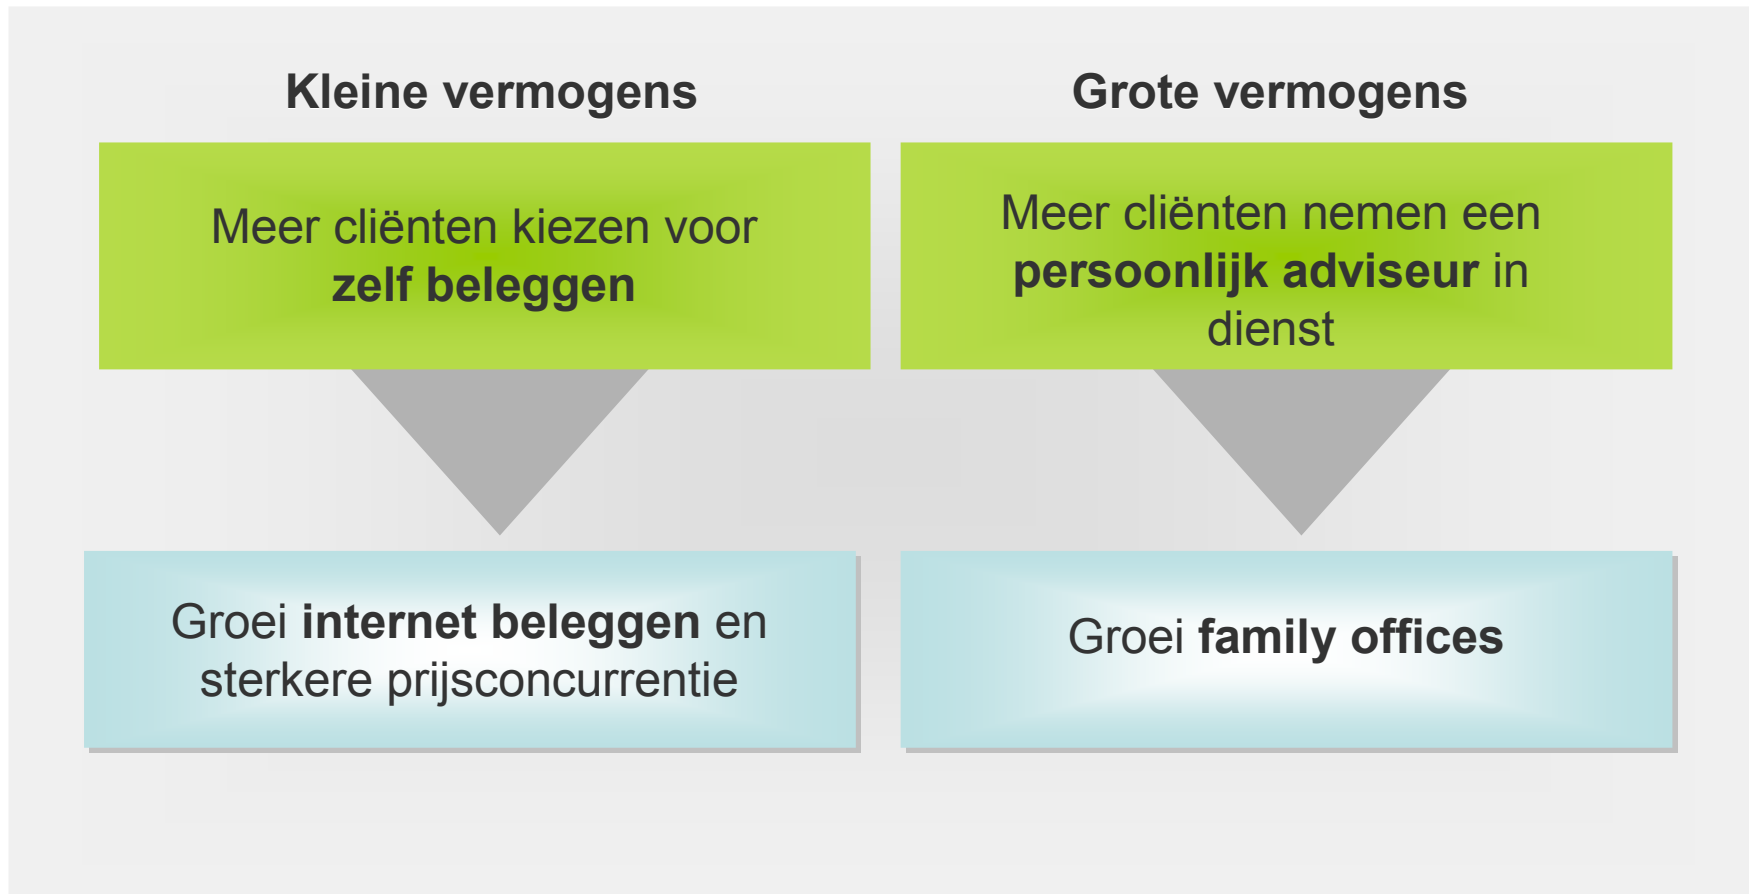 Kleine vermogens
Meer cliënten kiezen voor
zelf beleggen
Groei internet beleggen en
sterkere prijsconcurrentie
Grote vermogens
Meer cliënten nemen een
persoonlijk adviseur in
dienst
Groei family offices